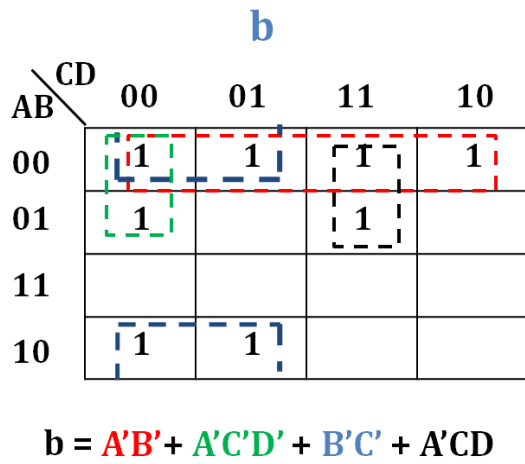 b
CD
AB 00 01 11 10
00 1 1 1 1
01 1 1
11
10 1 1
b = A'B'+ A'C'D' + B'C' + A'CD